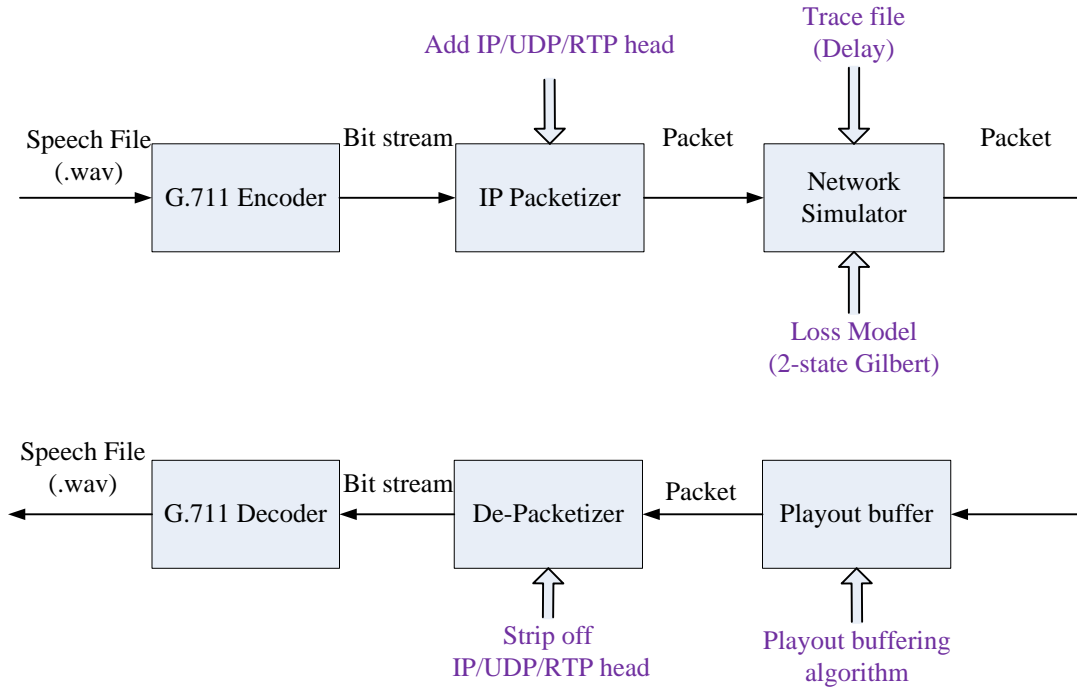 Add IP/UDP/RTP head
Trace file
(Delay)
Speech File
(.wav)
Bit stream
Packet
Packet
G.711 Encoder
IP Packetizer
Network
Simulator
Loss Model
(2-state Gilbert)
Speech File
(.wav)
Bit stream
Packet
G.711 Decoder
De-Packetizer
Playout buffer
Strip off
IP/UDP/RTP head
Playout buffering
algorithm